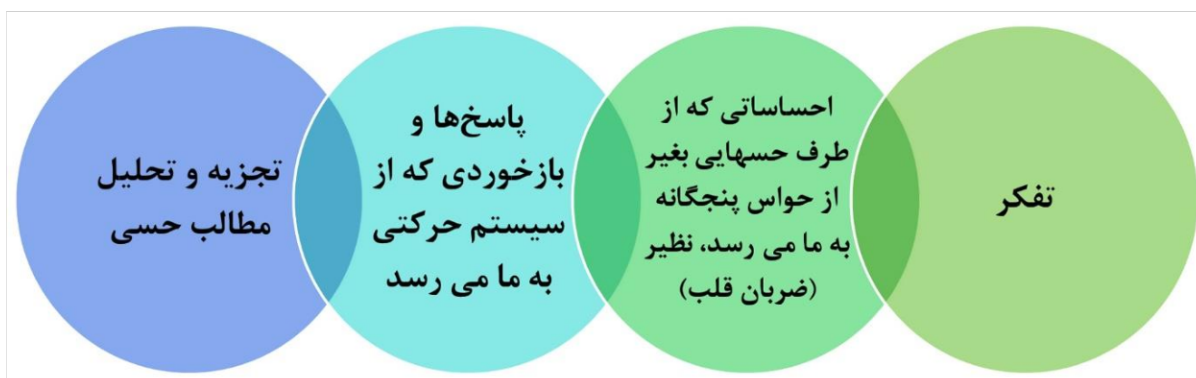 تفکر
احساساتی که از
طرف حسهایی بغیر
از حواس پنجگانه
به ما می رسد، نظیر
(ضربان قلب)
پاسخ‌ها و
بازخوردی که از
سیستم حرکتی
به ما می رسد
تجزیه و تحلیل
مطالب حسی